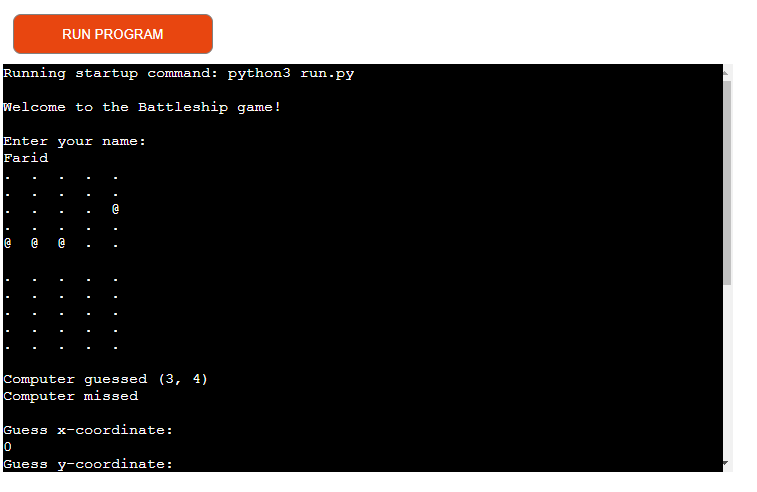 RUN PROGRAM
Running startup command: python3 run.py
Welcome to the Battleship game!
Enter your name:
Farid
. . . . .
. . . . .
. . . . @
. . . . .
@ @ @ . .
. . . . .
. . . . .
. . . . .
. . . . .
. . . . .
Computer guessed (3, 4)
Computer missed
Guess x-coordinate:
0
Guess y-coordinate: